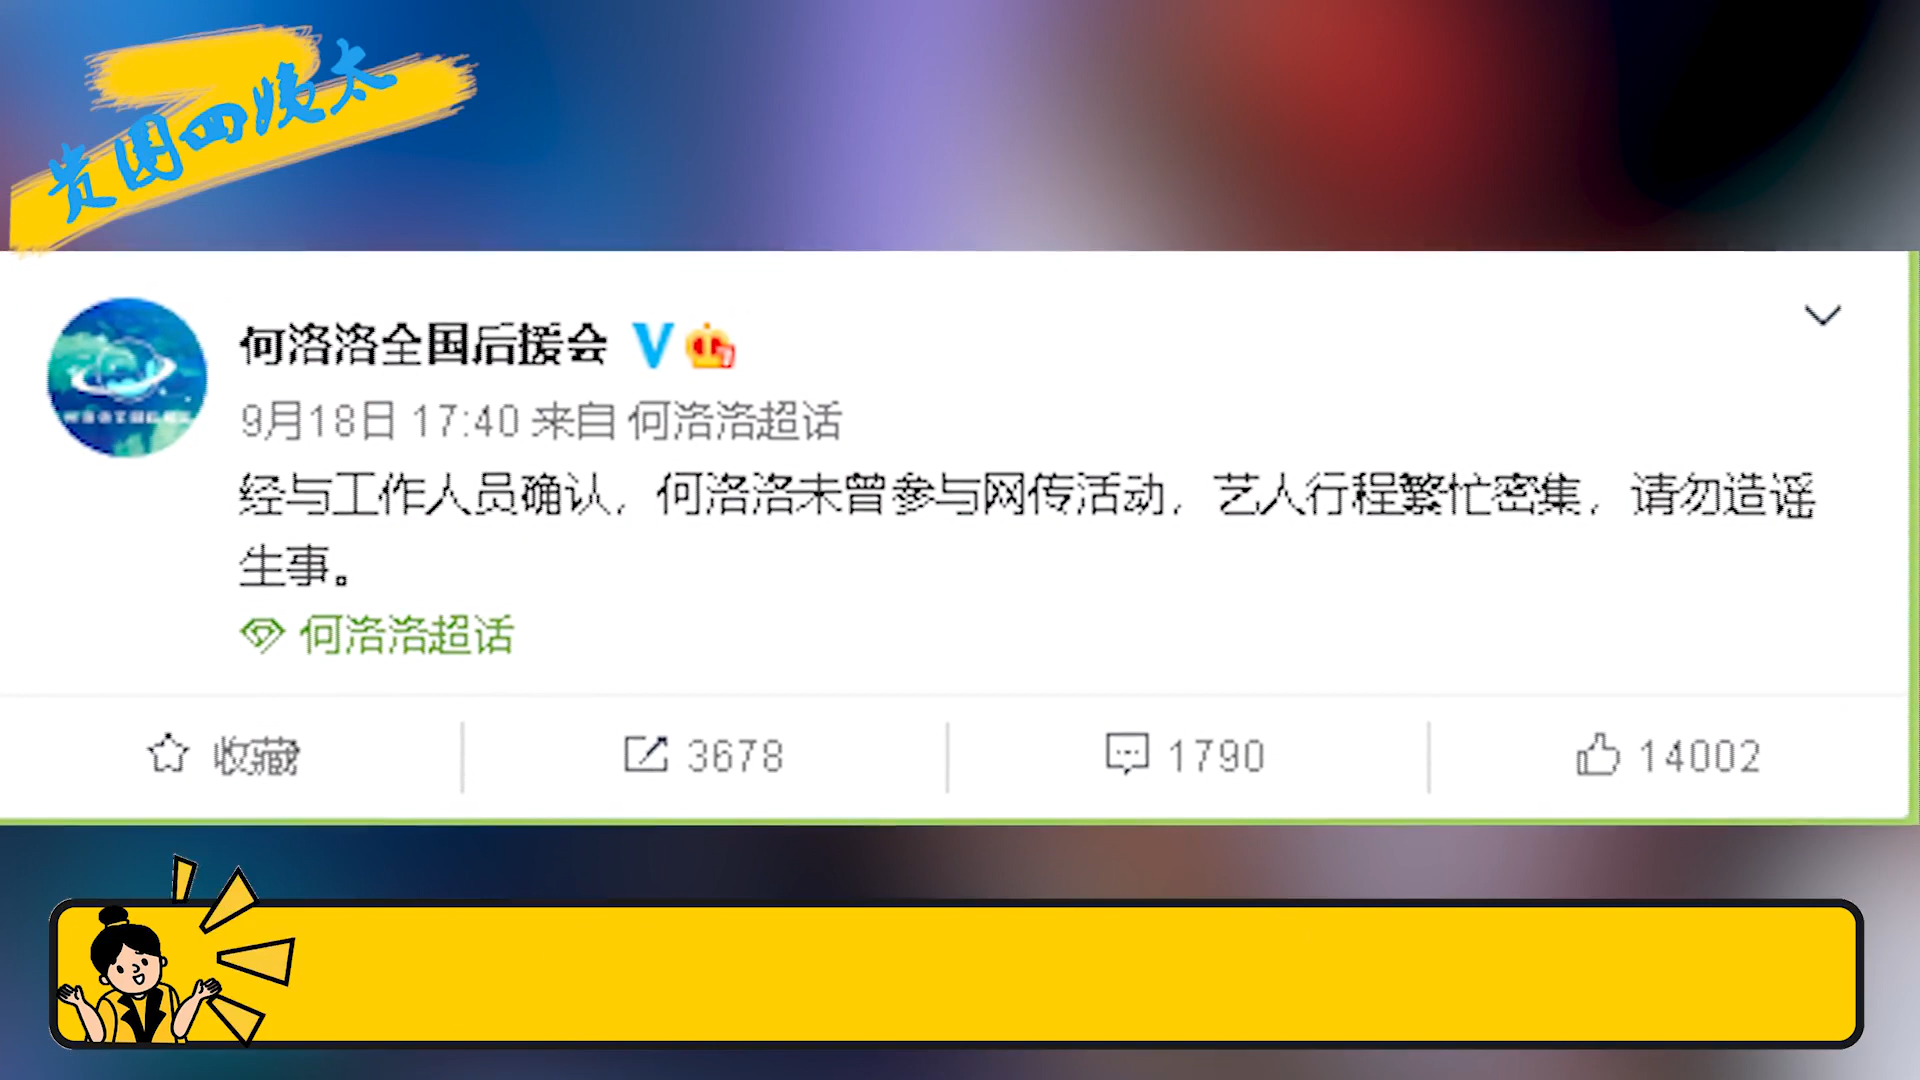 贵圈四姨太
何洛洛全国后援会
9月18日 17:40 来自 何洛洛超话
经与工作人员确认，何洛洛未曾参与网传活动，艺人行程繁忙密集，请勿造谣
生事。
何洛洛超话
收藏 3678 1790 14002